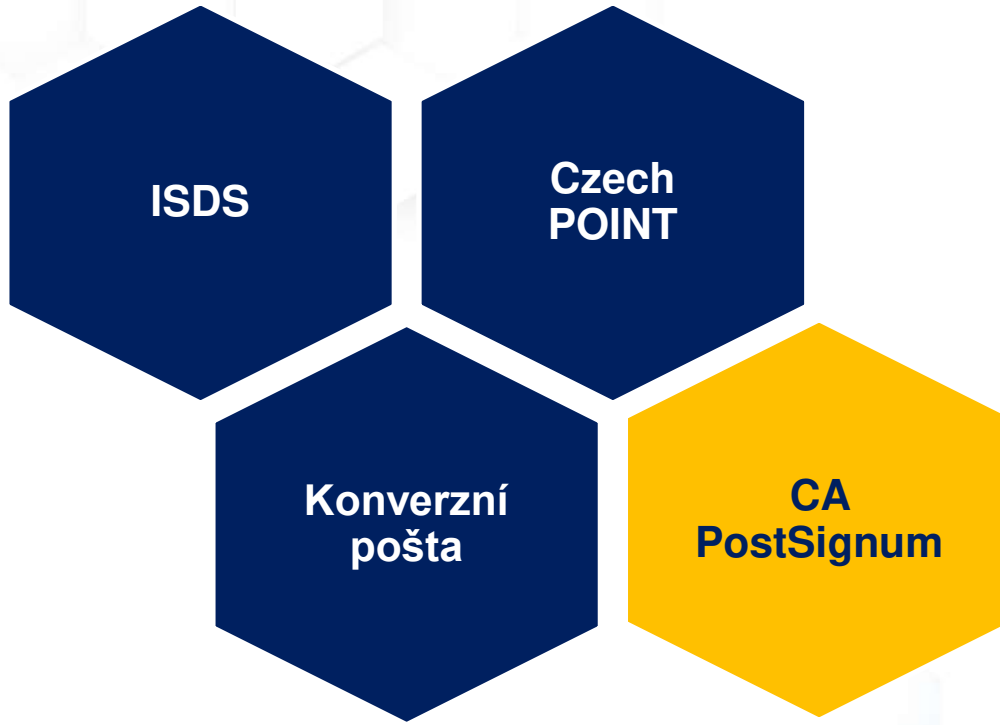 ISDS
Czech
POINT
Konverzní
pošta
CA
PostSignum